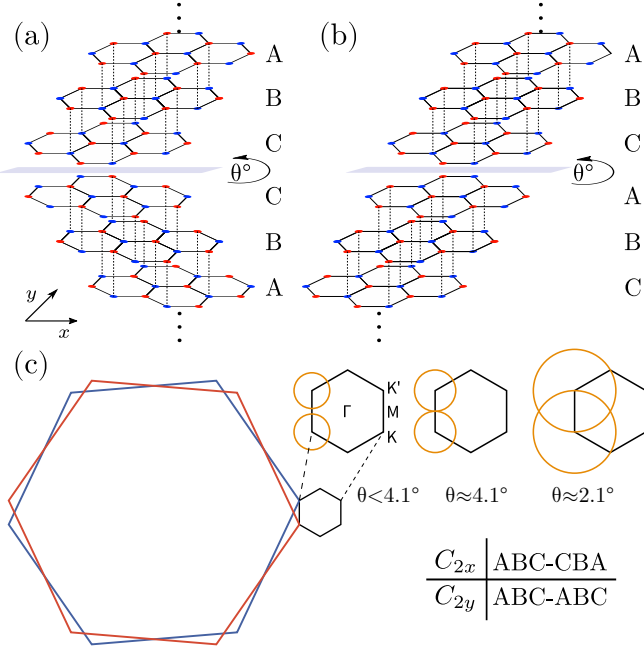 (a)
A
B
C
θ°
C
B
A
y
x
(b)
A
B
C
θ°
A
B
C
(c)
Γ
K'
M
K
θ<4.1°
θ≈4.1°
θ≈2.1°
C2x ABC-CBA
C2y ABC-ABC